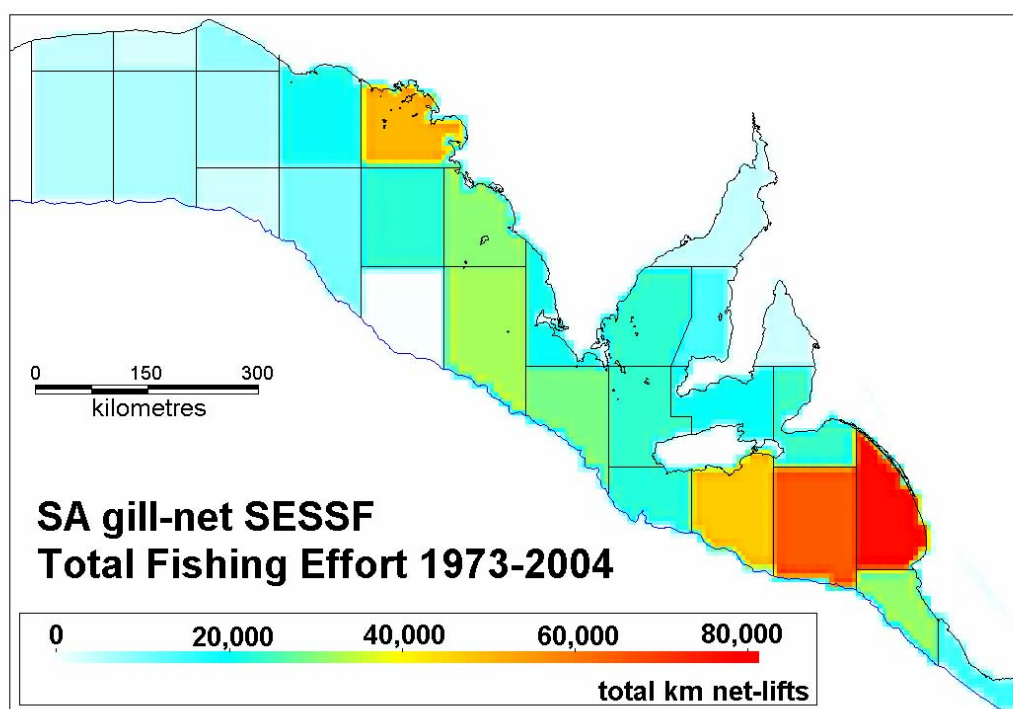 0 150 300
kilometres
SA gill-net SESSF
Total Fishing Effort 1973-2004
0 20,000 40,000 60,000 80,000
total km net-lifts